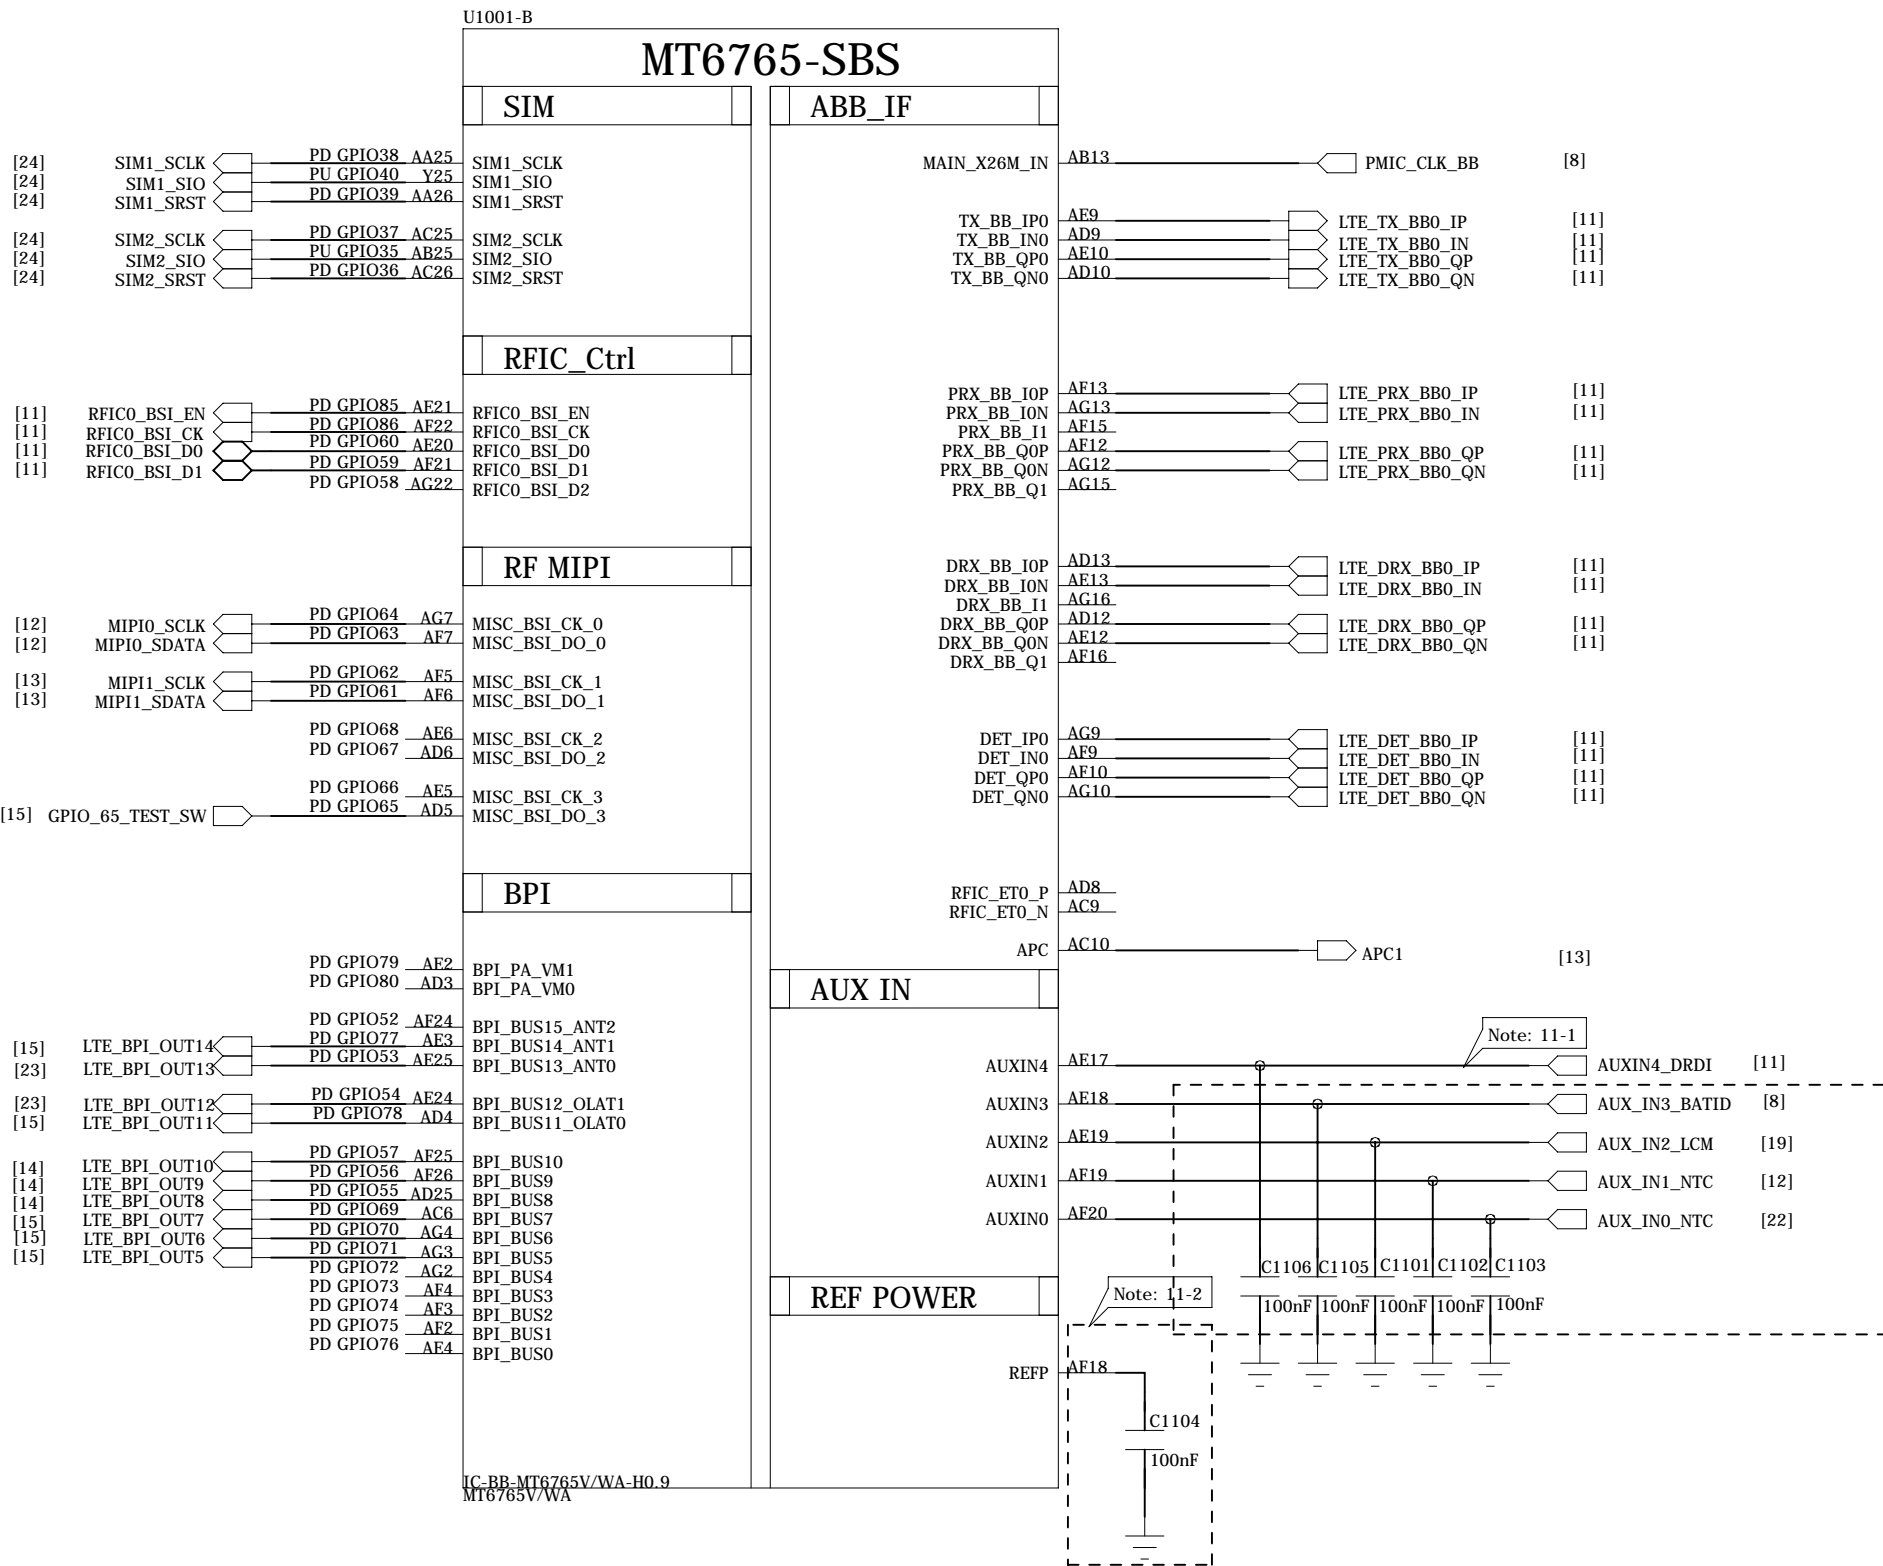 U1001-B
MT6765-SBS
SIM
ABB_IF
[24] SIM1_SCLK PD GPIO38 AA25 SIM1_SCLK
[24] SIM1_SIO PU GPIO40 Y25 SIM1_SIO
[24] SIM1_SRST PD GPIO39 AA26 SIM1_SRST
[24] SIM2_SCLK PD GPIO37 AC25 SIM2_SCLK
[24] SIM2_SIO PU GPIO35 AB25 SIM2_SIO
[24] SIM2_SRST PD GPIO36 AC26 SIM2_SRST
RFIC_Ctrl
[11] RFIC0_BSI_EN PD GPIO85 AE21 RFIC0_BSI_EN
[11] RFIC0_BSI_CK PD GPIO86 AF22 RFIC0_BSI_CK
[11] RFIC0_BSI_D0 PD GPIO60 AE20 RFIC0_BSI_D0
[11] RFIC0_BSI_D1 PD GPIO59 AF21 RFIC0_BSI_D1
PD GPIO58 AG22 RFIC0_BSI_D2
RF MIPI
[12] MIPI0_SCLK PD GPIO64 AG7 MISC_BSI_CK_0
[12] MIPI0_SDATA PD GPIO63 AF7 MISC_BSI_DO_0
[13] MIPI1_SCLK PD GPIO62 AF5 MISC_BSI_CK_1
[13] MIPI1_SDATA PD GPIO61 AF6 MISC_BSI_DO_1
PD GPIO68 AE6 MISC_BSI_CK_2
PD GPIO67 AD6 MISC_BSI_DO_2
PD GPIO66 AE5 MISC_BSI_CK_3
[15] GPIO_65_TEST_SW PD GPIO65 AD5 MISC_BSI_DO_3
BPI
PD GPIO79 AE2 BPI_PA_VM1
PD GPIO80 AD3 BPI_PA_VM0
PD GPIO52 AF24 BPI_BUS15_ANT2
[15] LTE_BPI_OUT14 PD GPIO77 AE3 BPI_BUS14_ANT1
[23] LTE_BPI_OUT13 PD GPIO53 AE25 BPI_BUS13_ANT0
[23] LTE_BPI_OUT12 PD GPIO54 AE24 BPI_BUS12_OLAT1
[15] LTE_BPI_OUT11 PD GPIO78 AD4 BPI_BUS11_OLAT0
[14] LTE_BPI_OUT10 PD GPIO57 AF25 BPI_BUS10
[14] LTE_BPI_OUT9 PD GPIO56 AF26 BPI_BUS9
[14] LTE_BPI_OUT8 PD GPIO55 AD25 BPI_BUS8
[15] LTE_BPI_OUT7 PD GPIO69 AC6 BPI_BUS7
[15] LTE_BPI_OUT6 PD GPIO70 AG4 BPI_BUS6
[15] LTE_BPI_OUT5 PD GPIO71 AG3 BPI_BUS5
PD GPIO72 AG2 BPI_BUS4
PD GPIO73 AF4 BPI_BUS3
PD GPIO74 AF3 BPI_BUS2
PD GPIO75 AF2 BPI_BUS1
PD GPIO76 AE4 BPI_BUS0
IC-BB-MT6765V/WA-H0.9
MT6765V/WA
MAIN_X26M_IN AB13 PMIC_CLK_BB [8]
TX_BB_IP0 AE9 LTE_TX_BB0_IP [11]
TX_BB_IN0 AD9 LTE_TX_BB0_IN [11]
TX_BB_QP0 AE10 LTE_TX_BB0_QP [11]
TX_BB_QN0 AD10 LTE_TX_BB0_QN [11]
PRX_BB_I0P AF13 LTE_PRX_BB0_IP [11]
PRX_BB_I0N AG13 LTE_PRX_BB0_IN [11]
PRX_BB_I1 AF15
PRX_BB_Q0P AF12 LTE_PRX_BB0_QP [11]
PRX_BB_Q0N AG12 LTE_PRX_BB0_QN [11]
PRX_BB_Q1 AG15
DRX_BB_I0P AD13 LTE_DRX_BB0_IP [11]
DRX_BB_I0N AE13 LTE_DRX_BB0_IN [11]
DRX_BB_I1 AG16
DRX_BB_Q0P AD12 LTE_DRX_BB0_QP [11]
DRX_BB_Q0N AE12 LTE_DRX_BB0_QN [11]
DRX_BB_Q1 AF16
DET_IP0 AG9 LTE_DET_BB0_IP [11]
DET_IN0 AF9 LTE_DET_BB0_IN [11]
DET_QP0 AF10 LTE_DET_BB0_QP [11]
DET_QN0 AG10 LTE_DET_BB0_QN [11]
RFIC_ET0_P AD8
RFIC_ET0_N AC9
APC AC10 APC1 [13]
AUX IN
Note: 11-1
AUXIN4 AE17 AUXIN4_DRDI [11]
AUXIN3 AE18 AUX_IN3_BATID [8]
AUXIN2 AE19 AUX_IN2_LCM [19]
AUXIN1 AF19 AUX_IN1_NTC [12]
AUXIN0 AF20 AUX_IN0_NTC [22]
C1106 C1105 C1101 C1102 C1103
100nF 100nF 100nF 100nF 100nF
REF POWER
Note: 11-2
REFP AF18
C1104
100nF